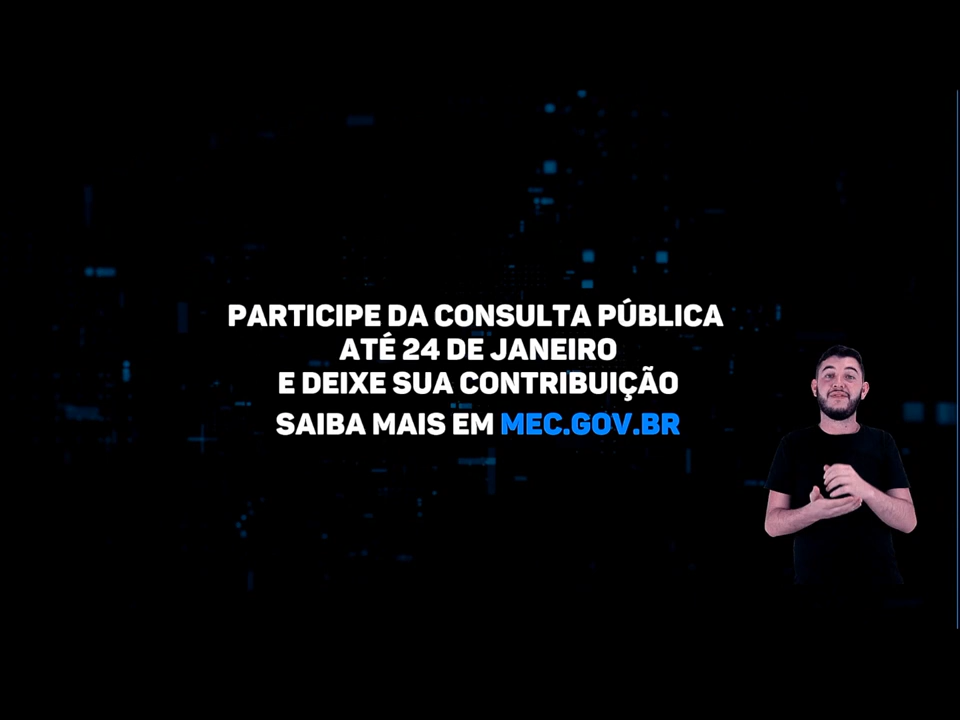 PARTICIPE DA CONSULTA PÚBLICA
ATÉ 24 DE JANEIRO
E DEIXE SUA CONTRIBUIÇÃO
SAIBA MAIS EM MEC.GOV.BR